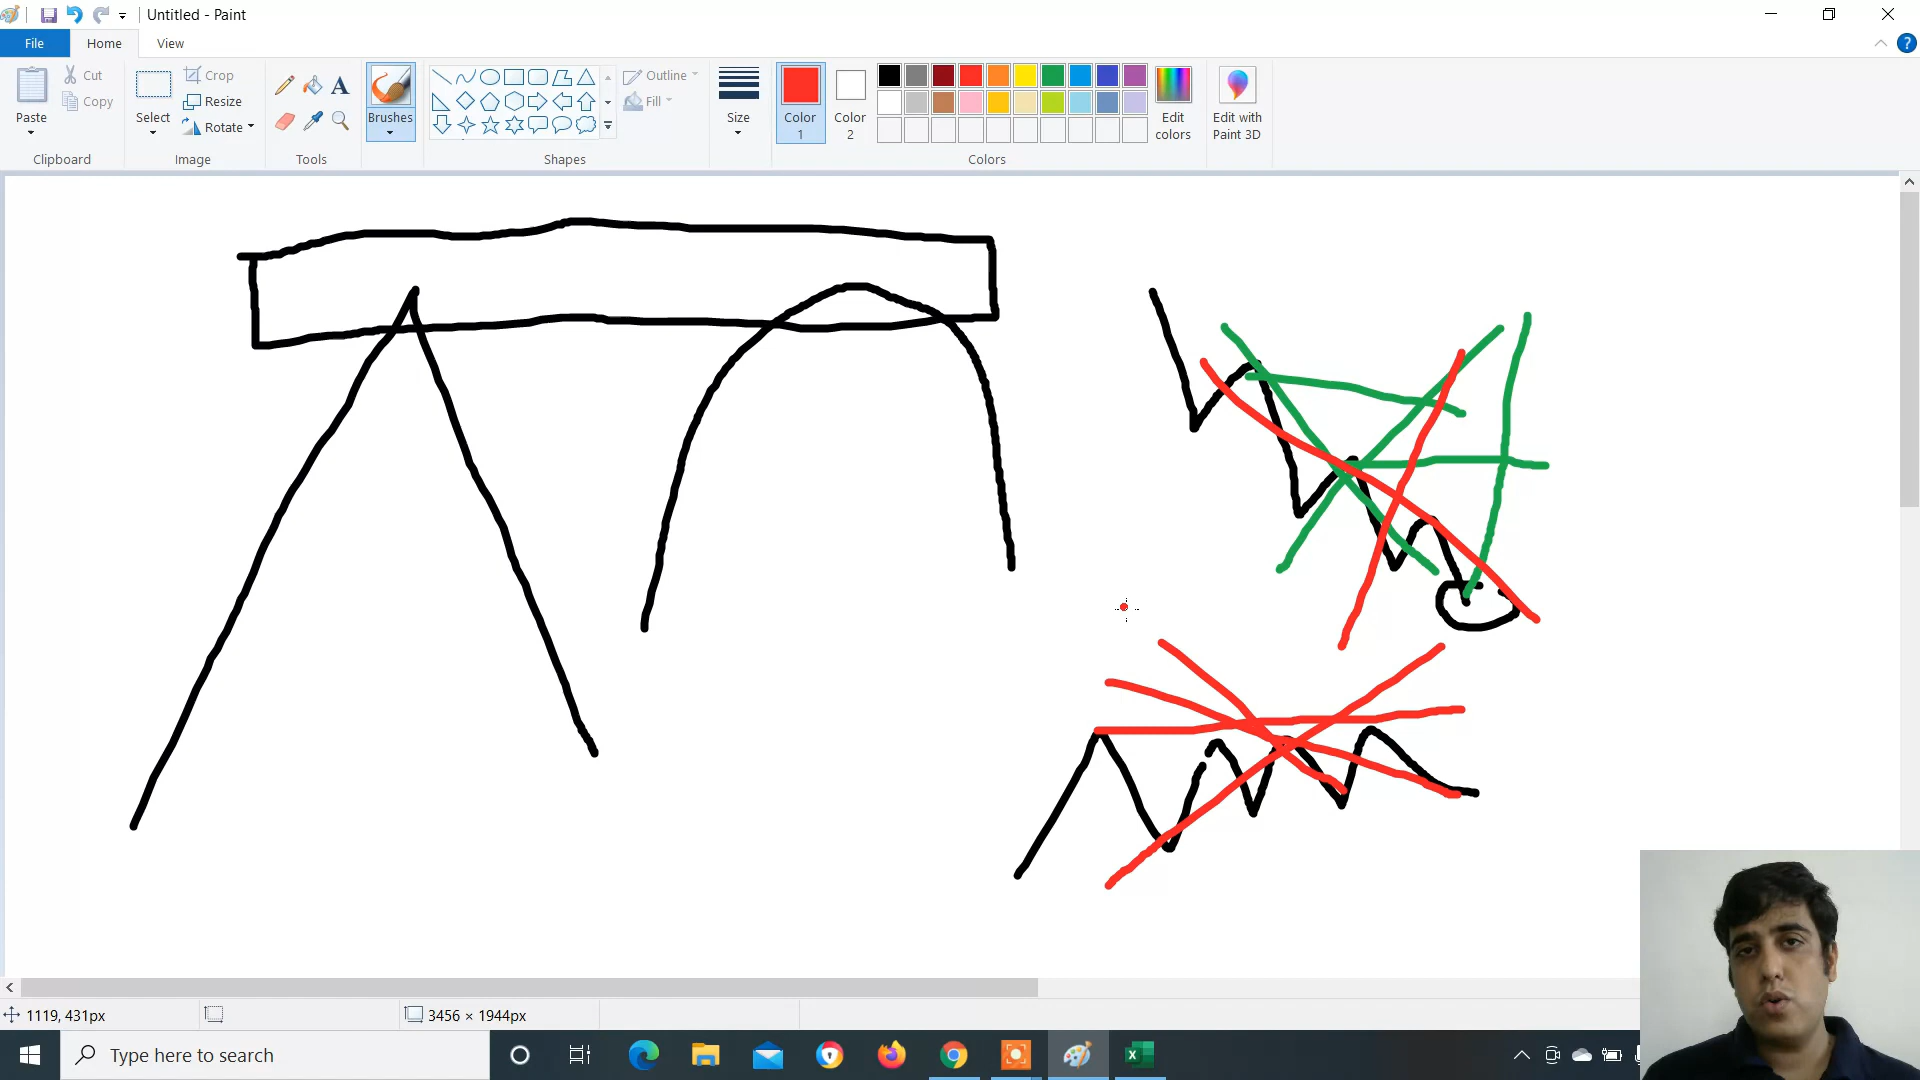 Untitled - Paint
File Home View
Paste
Cut
Copy
Clipboard
Select
Crop
Resize
Rotate
Image
A
Tools
Brushes
Outline
Fill
Shapes
Size
Color 1
Color 2
Edit colors
Colors
Edit with Paint 3D
?
1119, 431px
3456 × 1944px
Type here to search
X